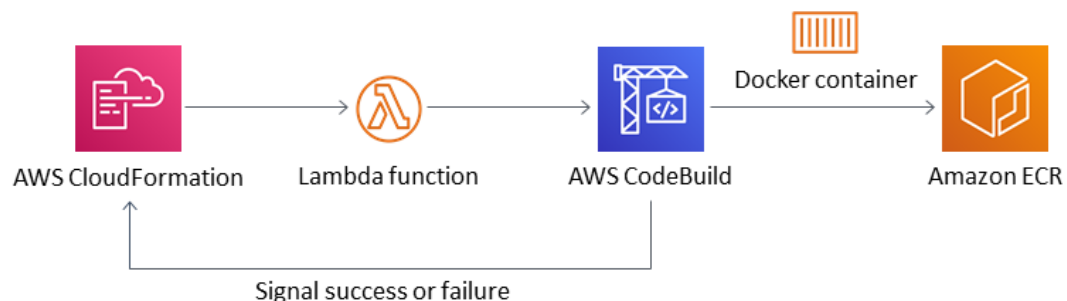 Docker container
AWS CloudFormation
Lambda function
AWS CodeBuild
Amazon ECR
Signal success or failure